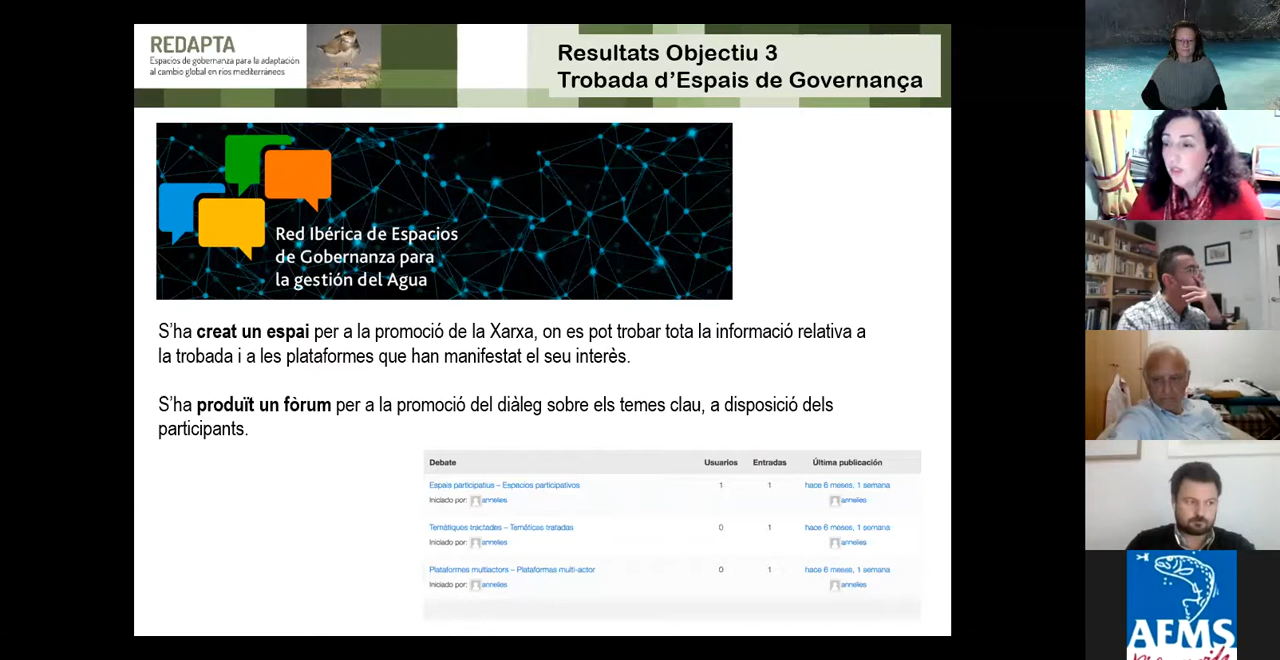 REDAPTA
Espacios de gobernanza para la adaptación
al cambio global en ríos mediterráneos
Resultats Objectiu 3
Trobada d'Espais de Governança
Red Ibérica de Espacios
de Gobernanza para
la gestión del Agua
S'ha creat un espai per a la promoció de la Xarxa, on es pot trobar tota la informació relativa a
la trobada i a les plataformes que han manifestat el seu interès.
S'ha produït un fòrum per a la promoció del diàleg sobre els temes clau, a disposició dels
participants.
Debate Usuarios Entradas Última publicación
Espais participatius – Espacios participativos 1 1 hace 6 meses, 1 semana
Iniciado por: annelies annelies
Temàtiques tractades – Temáticas tratadas 0 1 hace 6 meses, 1 semana
Iniciado por: annelies annelies
Plataformes multiactors – Plataformas multi-actor 0 1 hace 6 meses, 1 semana
Iniciado por: annelies annelies
AEMS